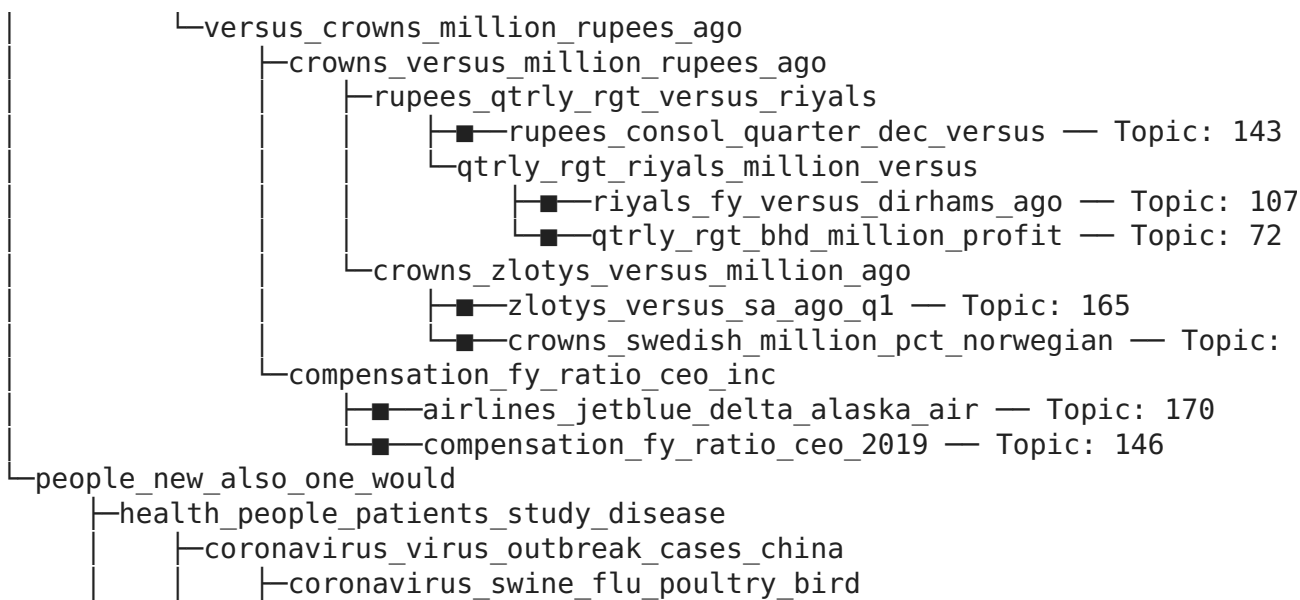 │         └─versus_crowns_million_rupees_ago
│              ├─crowns_versus_million_rupees_ago
│              │    ├─rupees_qtrly_rgt_versus_riyals
│              │    │    ├─■──rupees_consol_quarter_dec_versus ── Topic: 143
│              │    │    └─qtrly_rgt_riyals_million_versus
│              │    │         ├─■──riyals_fy_versus_dirhams_ago ── Topic: 107
│              │    │         └─■──qtrly_rgt_bhd_million_profit ── Topic: 72
│              │    └─crowns_zlotys_versus_million_ago
│              │         ├─■──zlotys_versus_sa_ago_q1 ── Topic: 165
│              │         └─■──crowns_swedish_million_pct_norwegian ── Topic:
│              └─compensation_fy_ratio_ceo_inc
│                   ├─■──airlines_jetblue_delta_alaska_air ── Topic: 170
│                   └─■──compensation_fy_ratio_ceo_2019 ── Topic: 146
└─people_new_also_one_would
     ├─health_people_patients_study_disease
     │    ├─coronavirus_virus_outbreak_cases_china
     │    │    ├─coronavirus_swine_flu_poultry_bird